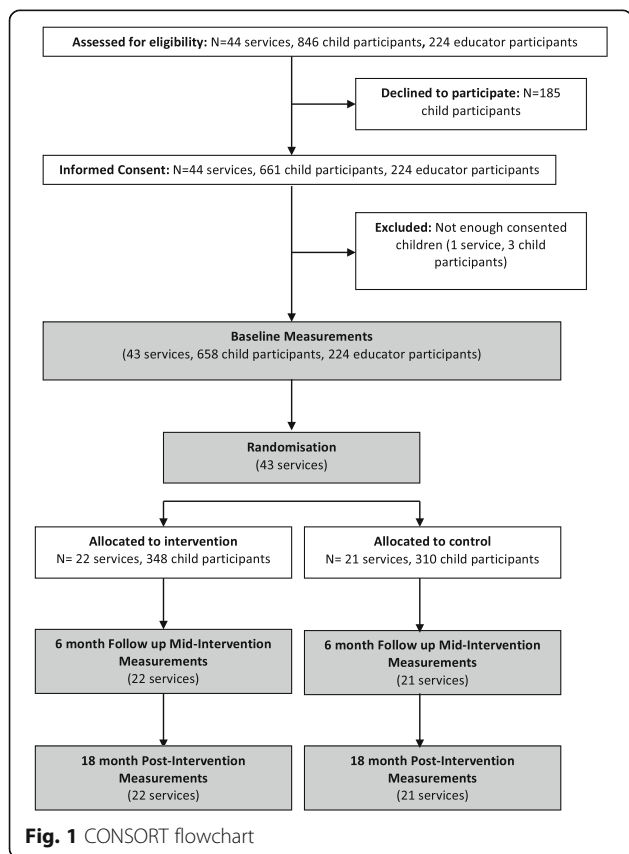 Assessed for eligibility: N=44 services, 846 child participants, 224 educator participants
Declined to participate: N=185
child participants
Informed Consent: N=44 services, 661 child participants, 224 educator participants
Excluded: Not enough consented
children (1 service, 3 child
participants)
Baseline Measurements
(43 services, 658 child participants, 224 educator participants)
Randomisation
(43 services)
Allocated to intervention
N= 22 services, 348 child participants
Allocated to control
N= 21 services, 310 child participants
6 month Follow up Mid-Intervention
Measurements
(22 services)
6 month Follow up Mid-Intervention
Measurements
(21 services)
18 month Post-Intervention
Measurements
(22 services)
18 month Post-Intervention
Measurements
(21 services)
Fig. 1 CONSORT flowchart